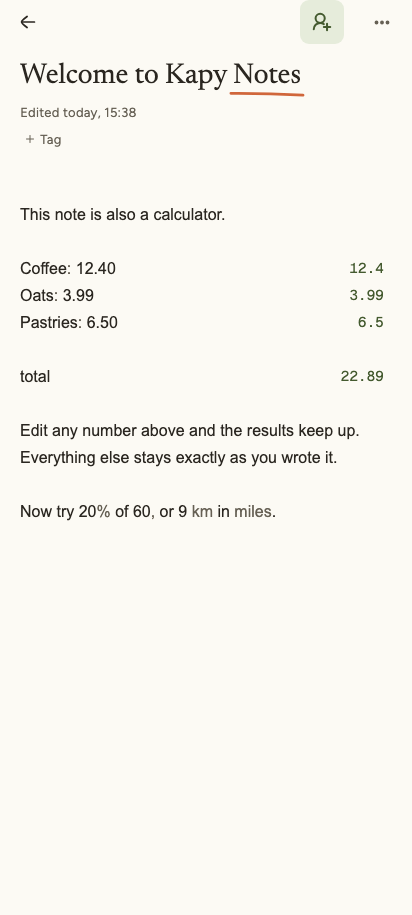 Welcome to Kapy Notes
Edited today, 15:38
+ Tag
This note is also a calculator.
Coffee: 12.40 12.4
Oats: 3.99 3.99
Pastries: 6.50 6.5
total 22.89
Edit any number above and the results keep up.
Everything else stays exactly as you wrote it.
Now try 20% of 60, or 9 km in miles.